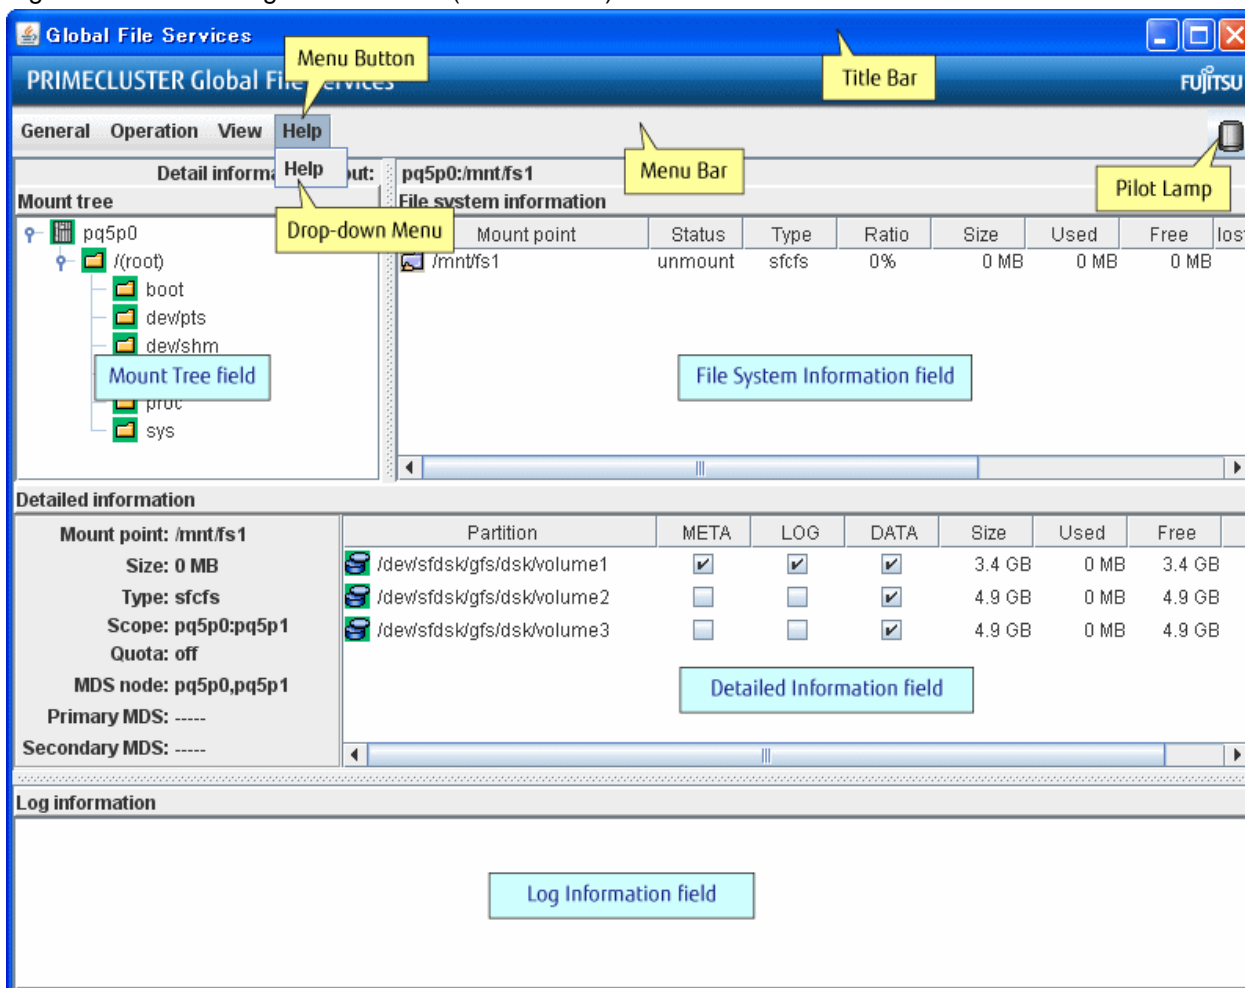 Global File Services
Menu Button
Title Bar
PRIMECLUSTER Global File Services
FUJITSU
General Operation View Help
Help
Menu Bar
Pilot Lamp
Drop-down Menu
Detail
pq5p0:/mnt/fs1
Mount tree
File system information
pq5p0
/(root)
boot
dev/pts
dev/shm
proc
sys
Mount Tree field
Mount point Status Type Ratio Size Used Free
/mnt/fs1 unmount sfcfs 0% 0 MB 0 MB 0 MB
File System Information field
Detailed information
Mount point: /mnt/fs1
Size: 0 MB
Type: sfcfs
Scope: pq5p0:pq5p1
Quota: off
MDS node: pq5p0,pq5p1
Primary MDS: -----
Secondary MDS: -----
Partition META LOG DATA Size Used Free
/dev/sfdsk/gfs/dsk/volume1 3.4 GB 0 MB 3.4 GB
/dev/sfdsk/gfs/dsk/volume2 4.9 GB 0 MB 4.9 GB
/dev/sfdsk/gfs/dsk/volume3 4.9 GB 0 MB 4.9 GB
Detailed Information field
Log information
Log Information field